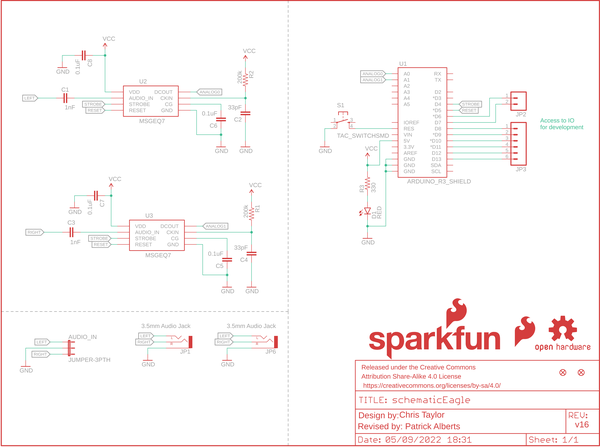 VCC
C8
0.1uF
GND
LEFT
C1
1nF
STROBE
RESET
U2
VDD
AUDIO_IN
STROBE
RESET
DCOUT
CKIN
CG
GND
MSGEQ7
ANALOG0
VCC
R2
200k
33pF
C2
0.1uF
C6
GND
GND
VCC
C7
0.1uF
GND
RIGHT
C3
1nF
STROBE
RESET
U3
VDD
AUDIO_IN
STROBE
RESET
DCOUT
CKIN
CG
GND
MSGEQ7
ANALOG1
VCC
R1
200k
33pF
C4
0.1uF
C5
GND
GND
U1
ANALOG0
ANALOG1
A0
A1
A2
A3
A4
A5
IOREF
RES
VIN
5V
3.3V
AREF
GND
GND
GND
RX
TX
D2
*D3
D4
*D5
*D6
D7
D8
*D9
*D10
*D11
D12
D13
SDA
SCL
ARDUINO_R3_SHIELD
STROBE
RESET
JP2
JP3
Access to IO
for development
S1
TAC_SWITCHSMD
GND
VCC
R3
330
D1
RED
GND
AUDIO_IN
LEFT
RIGHT
JUMPER-3PTH
GND
3.5mm Audio Jack
LEFT
RIGHT
JP1
GND
3.5mm Audio Jack
LEFT
RIGHT
JP6
GND
sparkfun
open hardware
Released under the Creative Commons
Attribution Share-Alike 4.0 License
https://creativecommons.org/licenses/by-sa/4.0/
TITLE: schematicEagle
Design by: Chris Taylor
Revised by: Patrick Alberts
REV:
v16
Date: 05/09/2022 18:31
Sheet: 1/1